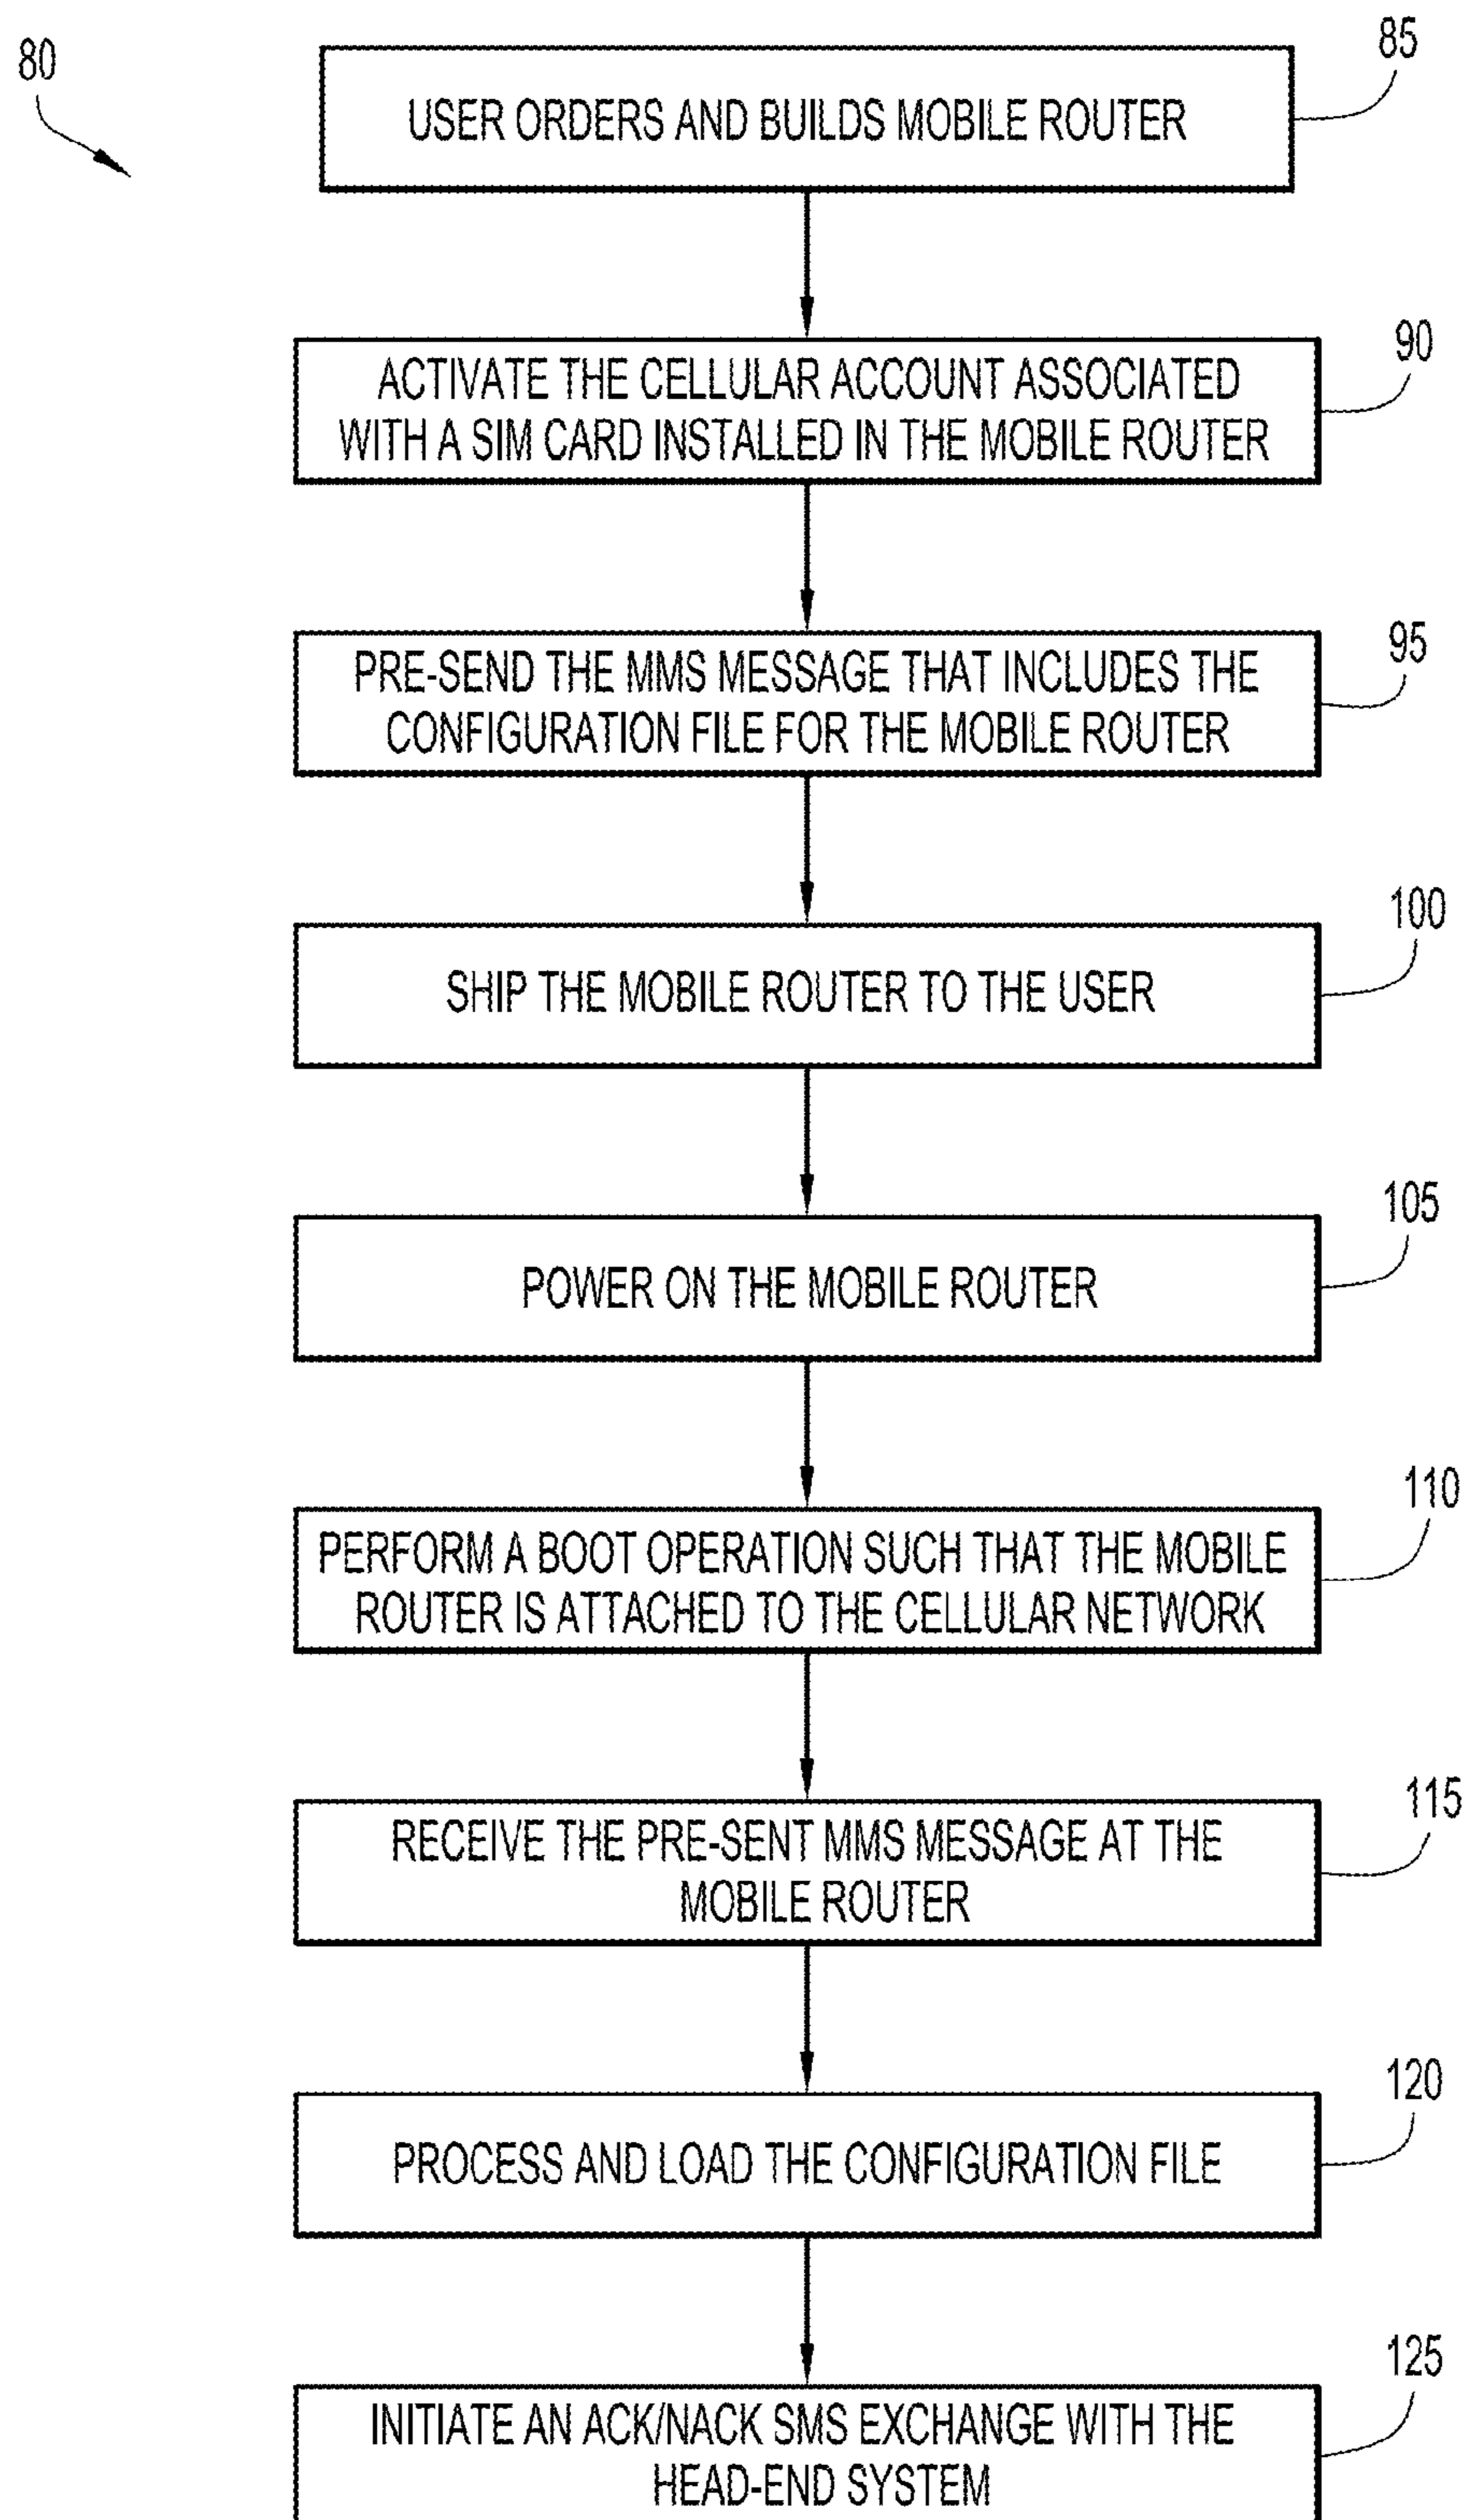 80
85
USER ORDERS AND BUILDS MOBILE ROUTER
90
ACTIVATE THE CELLULAR ACCOUNT ASSOCIATED
WITH A SIM CARD INSTALLED IN THE MOBILE ROUTER
95
PRE-SEND THE MMS MESSAGE THAT INCLUDES THE
CONFIGURATION FILE FOR THE MOBILE ROUTER
100
SHIP THE MOBILE ROUTER TO THE USER
105
POWER ON THE MOBILE ROUTER
110
PERFORM A BOOT OPERATION SUCH THAT THE MOBILE
ROUTER IS ATTACHED TO THE CELLULAR NETWORK
115
RECEIVE THE PRE-SENT MMS MESSAGE AT THE
MOBILE ROUTER
120
PROCESS AND LOAD THE CONFIGURATION FILE
125
INITIATE AN ACK/NACK SMS EXCHANGE WITH THE
HEAD-END SYSTEM